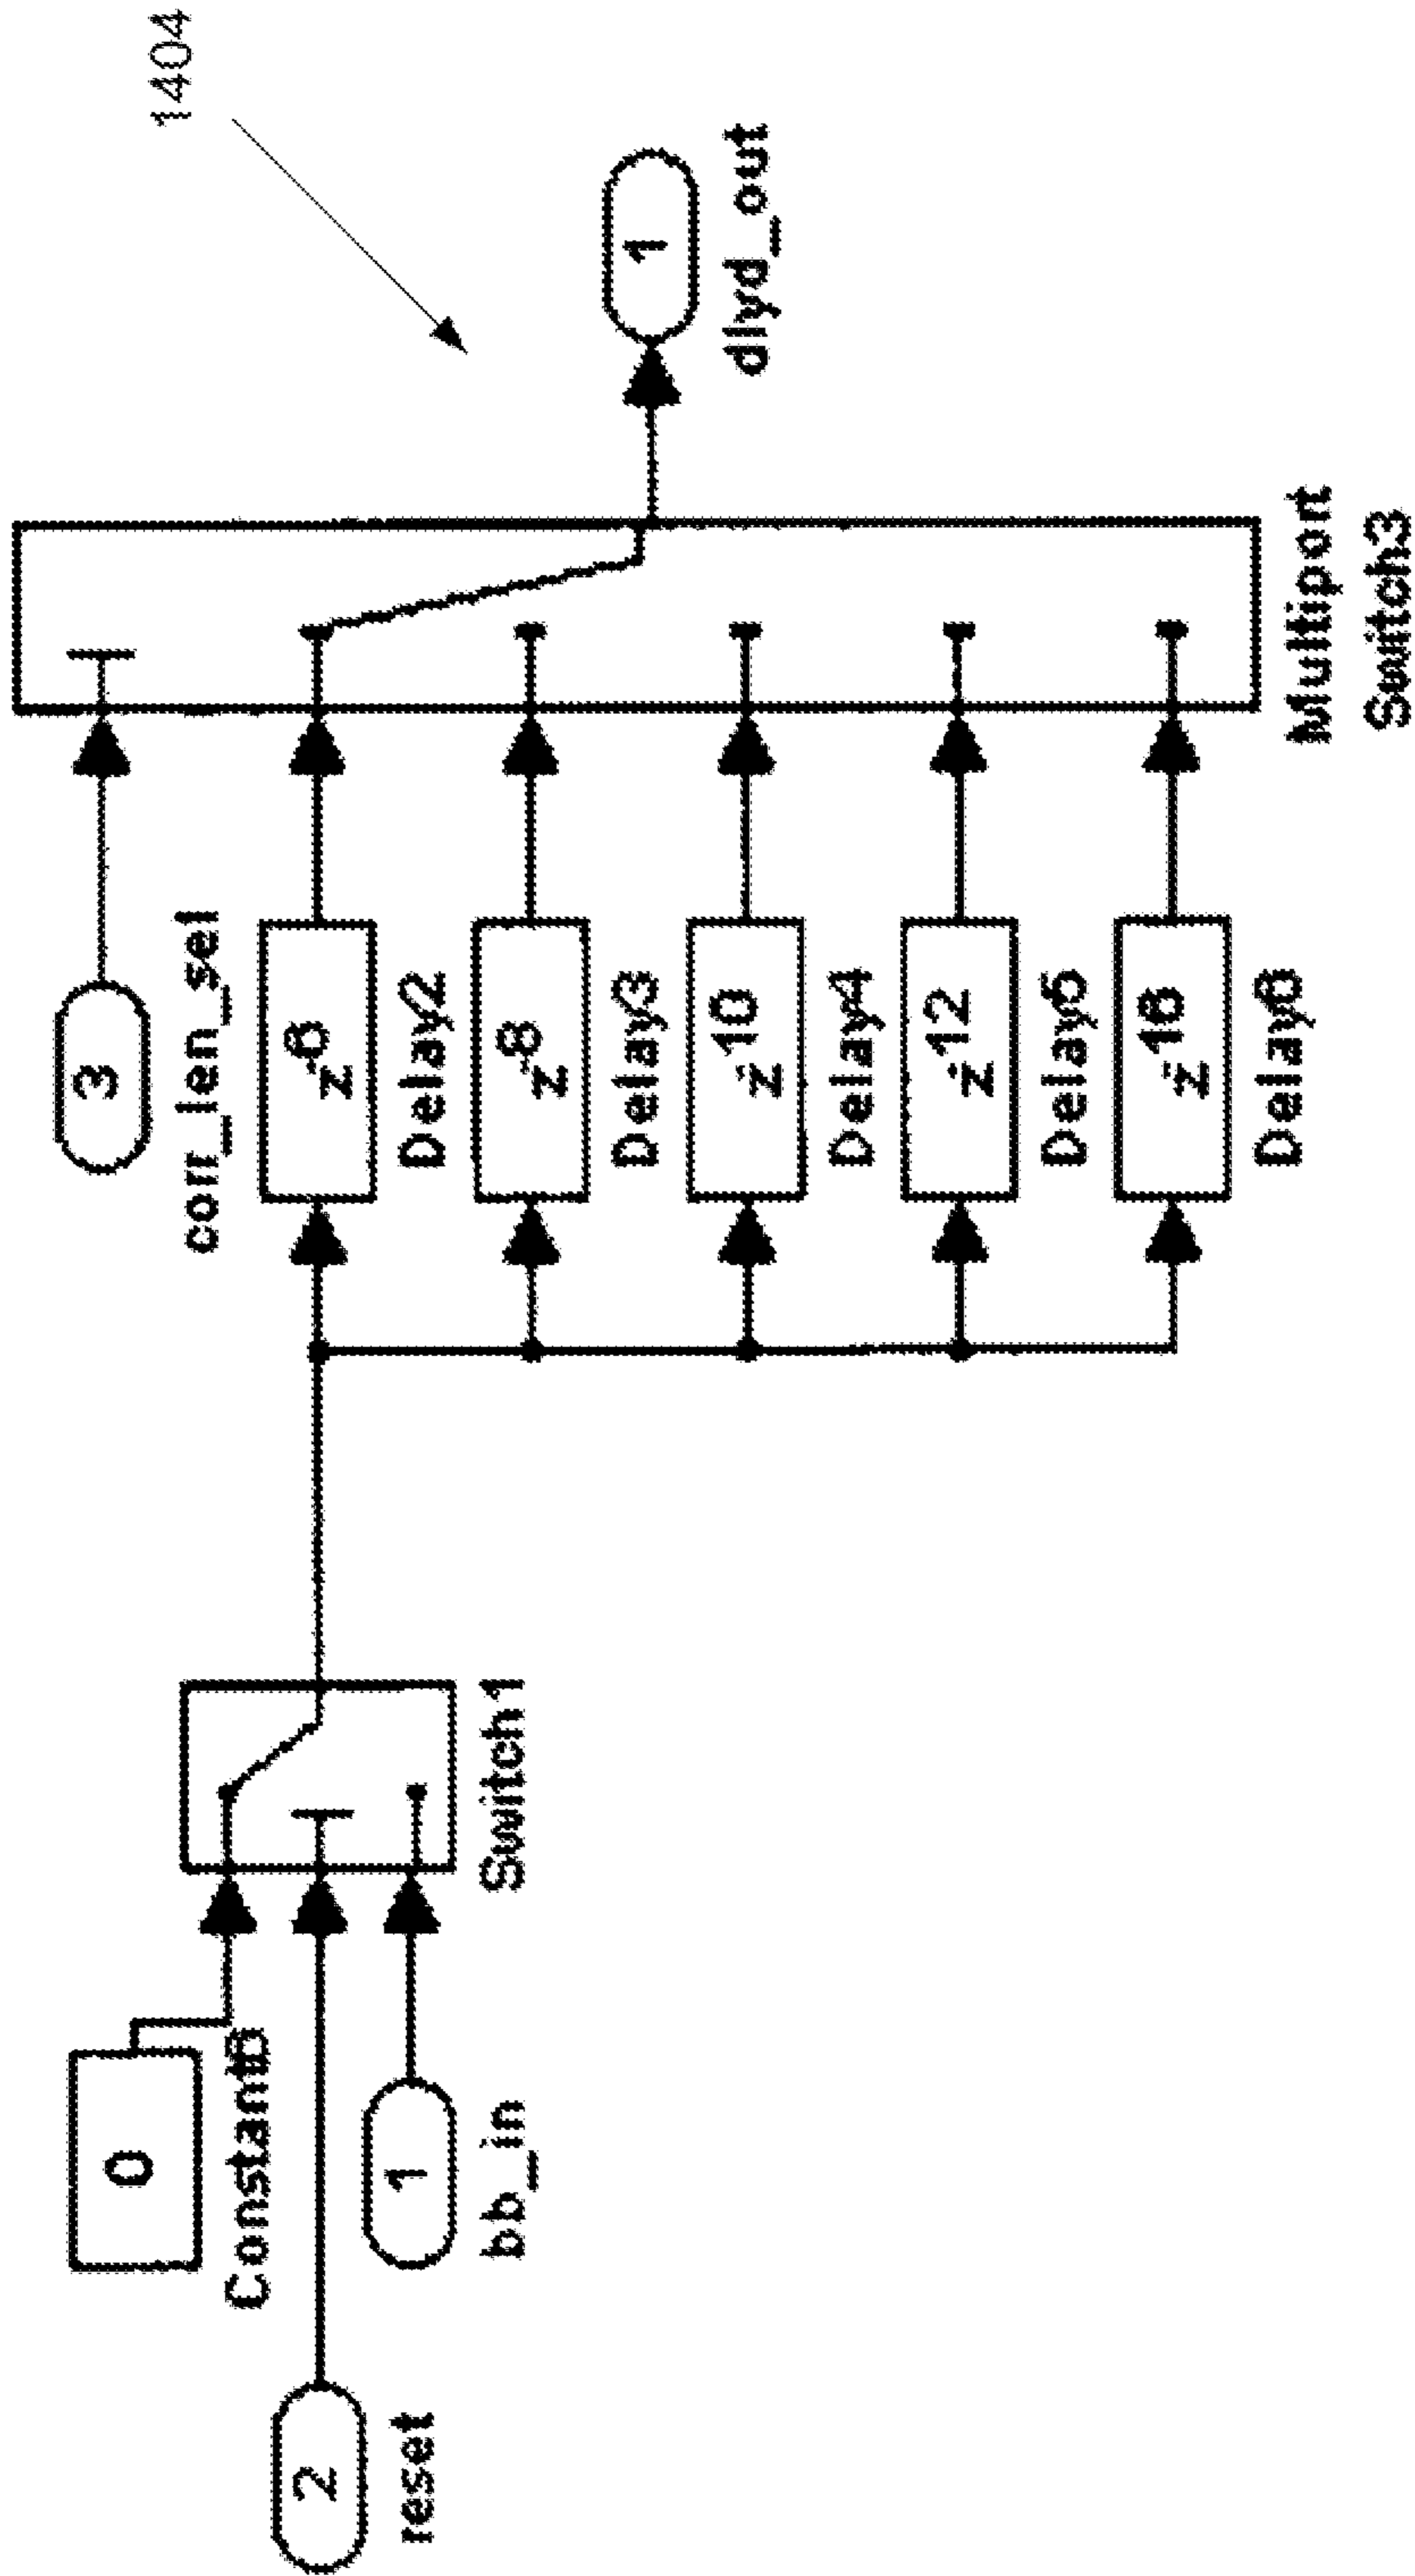 1404
3
corr_len_sel
0
z-6
Delay2
2
reset
1
bb_in
Switch1
z-8
Delay3
1
dlyd_out
z-10
Delay4
z-12
Delay5
z-16
Delay6
Multiport
Switch3